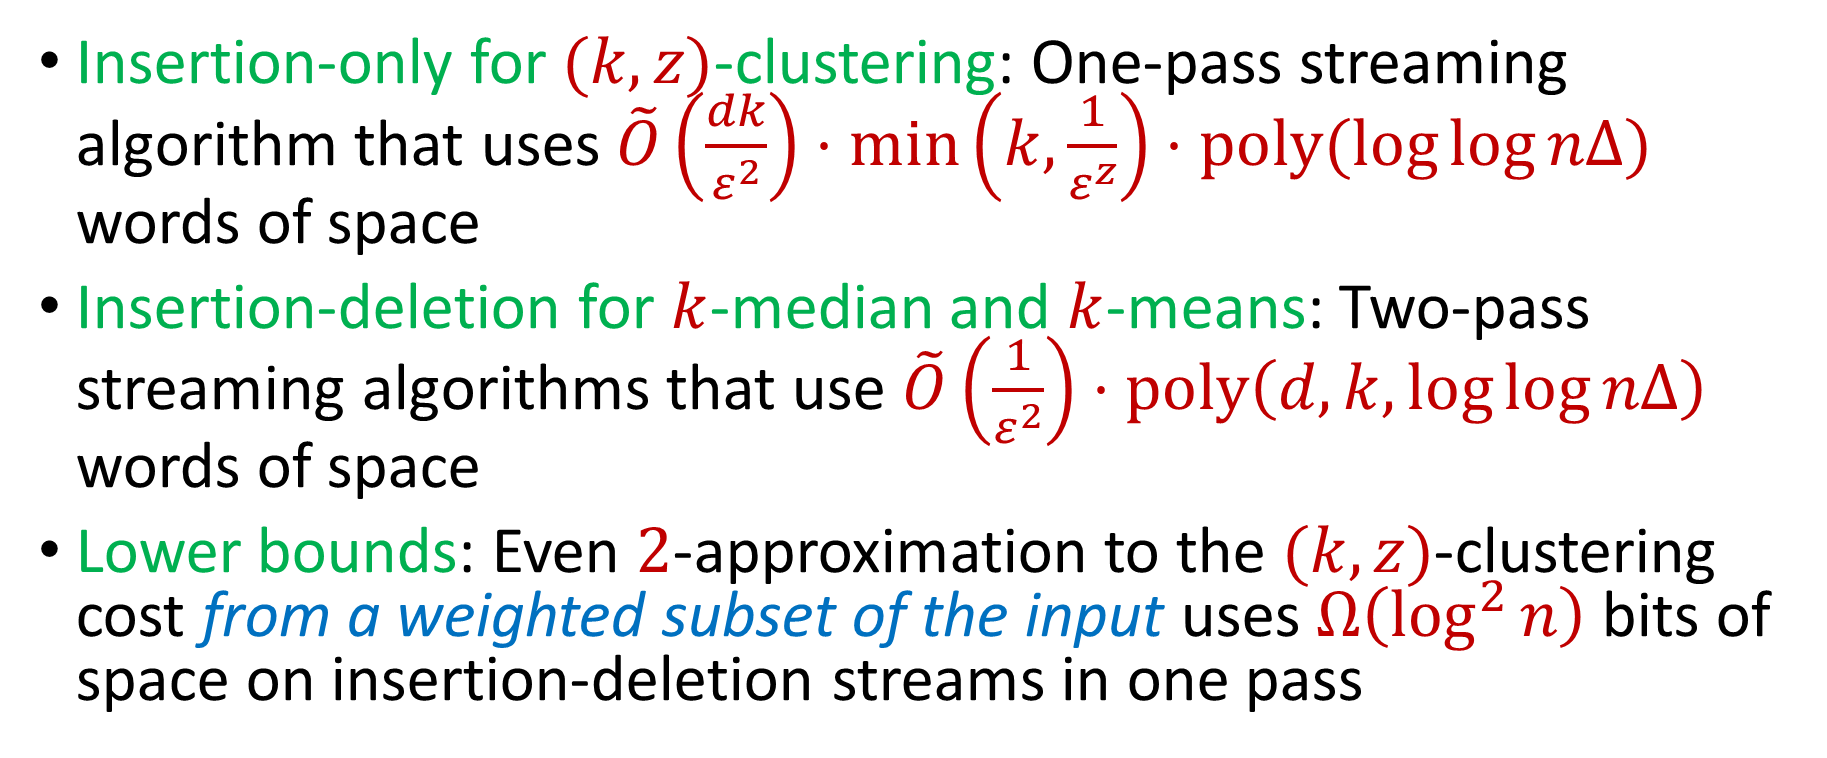 • Insertion-only for (k, z)-clustering: One-pass streaming
algorithm that uses Õ(dk/ε²) · min(k, 1/ε^z) · poly(log log nΔ)
words of space
• Insertion-deletion for k-median and k-means: Two-pass
streaming algorithms that use Õ(1/ε²) · poly(d, k, log log nΔ)
words of space
• Lower bounds: Even 2-approximation to the (k, z)-clustering
cost from a weighted subset of the input uses Ω(log² n) bits of
space on insertion-deletion streams in one pass